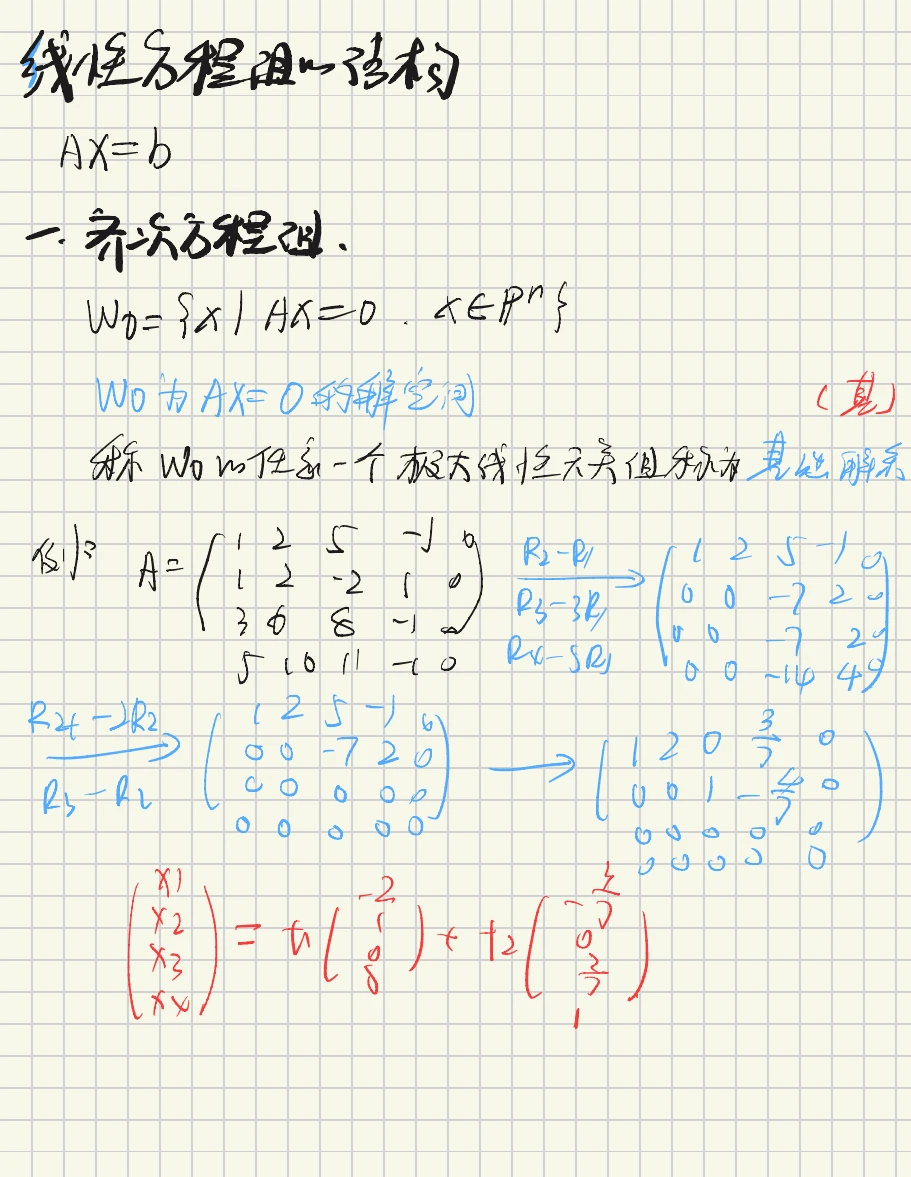 线性方程组的结构
AX=b
一. 齐次方程组.
W0={x| AX=0 . x∈Pⁿ}
W0为AX=0的解空间 (基)
称 W0的任意一个极大线性无关组称为基础解系
例: A= ( 1 2 5 -1 0
1 2 -2 1 0
3 6 8 -1 0
5 10 11 -1 0 )
R2-R1
R3-3R1
R4-5R1
( 1 2 5 -1 0
0 0 -7 2 0
0 0 -7 2 0
0 0 -14 4 0 )
R4-2R2
R3-R2
( 1 2 5 -1 0
0 0 -7 2 0
0 0 0 0 0
0 0 0 0 0 )
→ ( 1 2 0 3/7 0
0 0 1 0
0 0 0 0 0
0 0 0 0 0 )
( x1
x2
x3
x4 )
= t1 ( -2
1
0
0 )
+ t2 ( -3/7
0
1 )